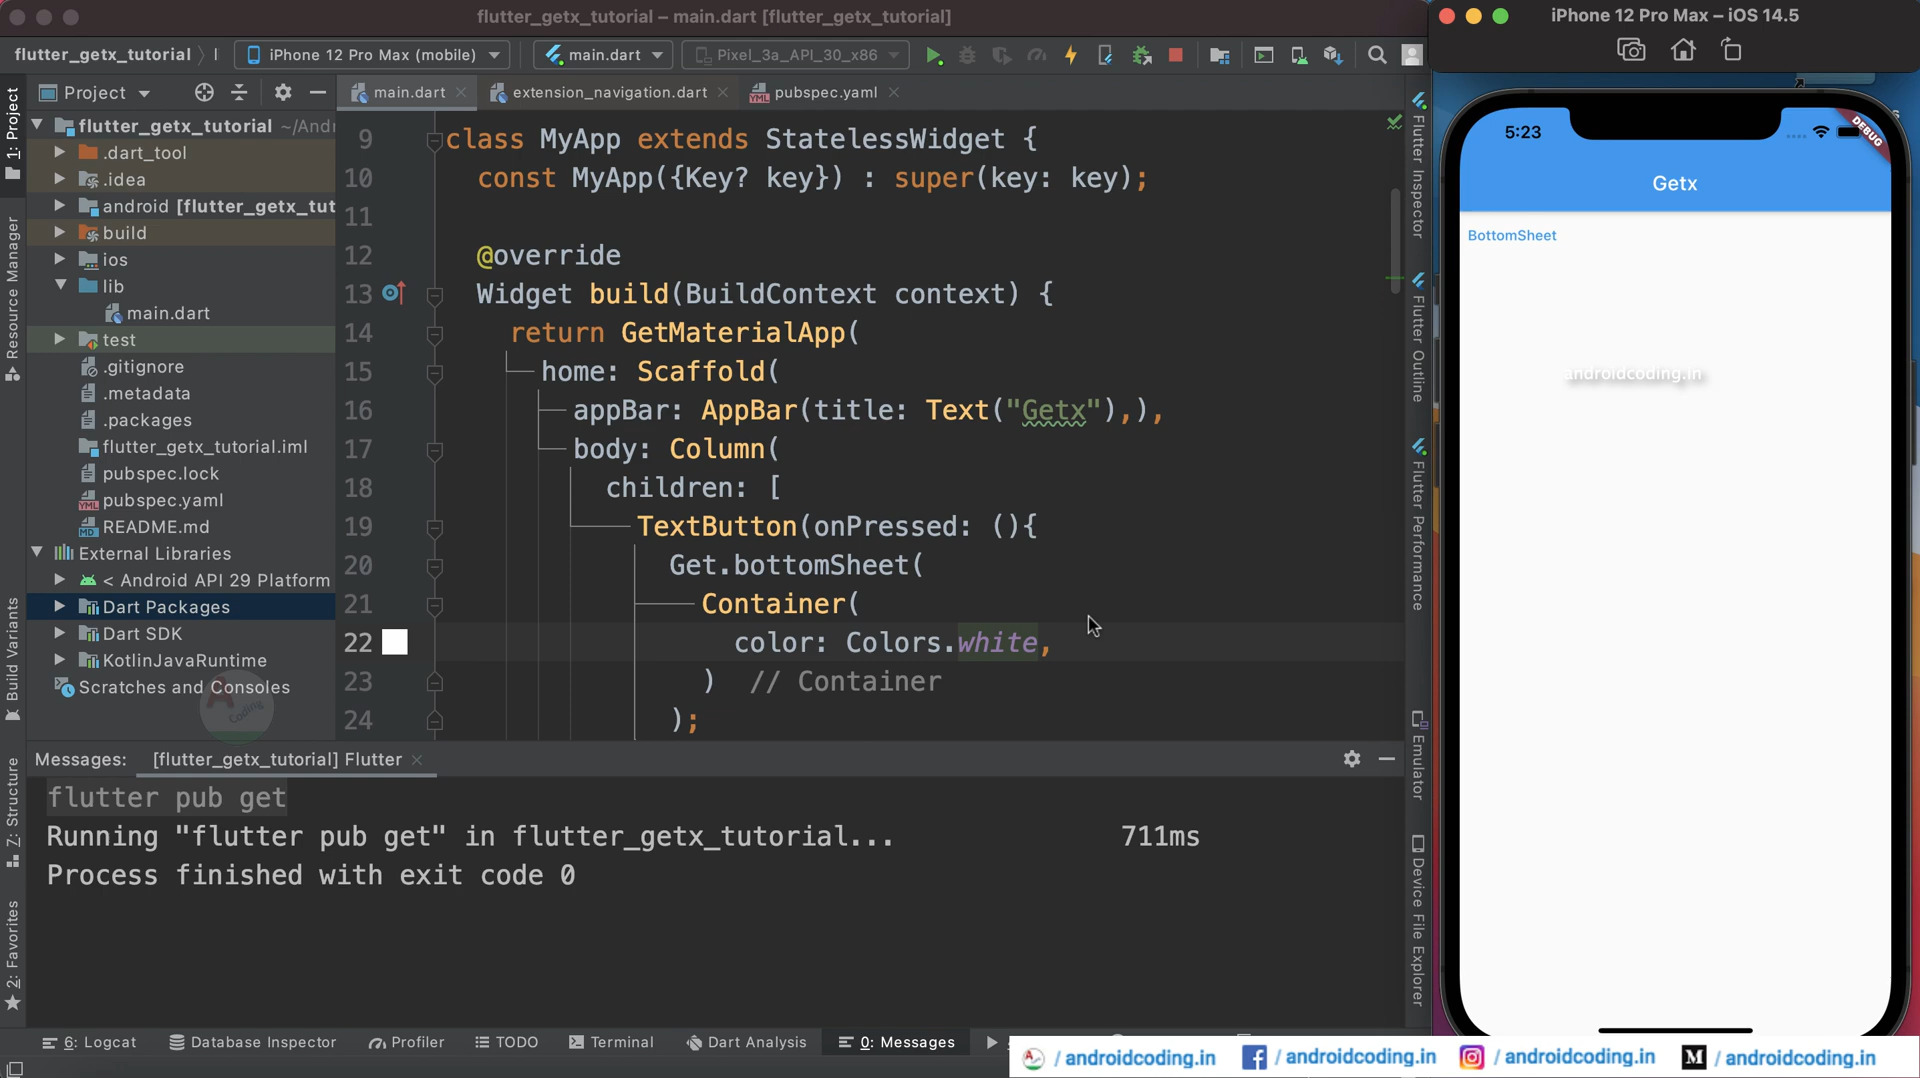 flutter_getx_tutorial – main.dart [flutter_getx_tutorial]
iPhone 12 Pro Max – iOS 14.5
flutter_getx_tutorial
iPhone 12 Pro Max (mobile)
main.dart
Pixel_3a_API_30_x86
Project
main.dart
extension_navigation.dart
pubspec.yaml
1: Project
Resource Manager
Build Variants
7: Structure
2: Favorites
flutter_getx_tutorial ~/Andr
.dart_tool
.idea
android [flutter_getx_tut
build
ios
lib
main.dart
test
.gitignore
.metadata
.packages
flutter_getx_tutorial.iml
pubspec.lock
pubspec.yaml
README.md
External Libraries
< Android API 29 Platform
Dart Packages
Dart SDK
KotlinJavaRuntime
Scratches and Consoles
A
Coding
9 class MyApp extends StatelessWidget {
10 const MyApp({Key? key}) : super(key: key);
11
12 @override
13 Widget build(BuildContext context) {
14 return GetMaterialApp(
15 home: Scaffold(
16 appBar: AppBar(title: Text("Getx"),),
17 body: Column(
18 children: [
19 TextButton(onPressed: (){
20 Get.bottomSheet(
21 Container(
22 color: Colors.white,
23 ) // Container
24 );
Flutter Inspector
Flutter Outline
Flutter Performance
Emulator
Device File Explorer
5:23
DEBUG
Getx
BottomSheet
androidcoding.in
Messages: [flutter_getx_tutorial] Flutter
flutter pub get
Running "flutter pub get" in flutter_getx_tutorial... 711ms
Process finished with exit code 0
6: Logcat
Database Inspector
Profiler
TODO
Terminal
Dart Analysis
0: Messages
/ androidcoding.in
/ androidcoding.in
/ androidcoding.in
/ androidcoding.in